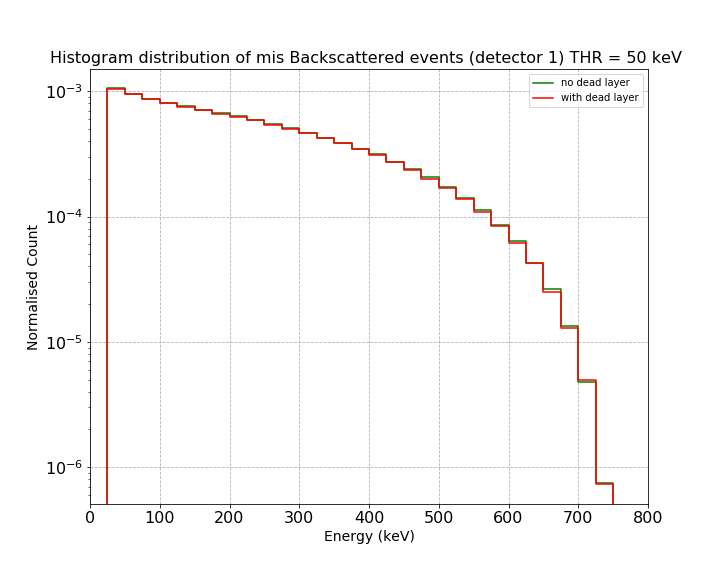 Histogram distribution of mis Backscattered events (detector 1) THR = 50 keV
no dead layer
with dead layer
Normalised Count
10⁻³
10⁻⁴
10⁻⁵
10⁻⁶
0 100 200 300 400 500 600 700 800
Energy (keV)